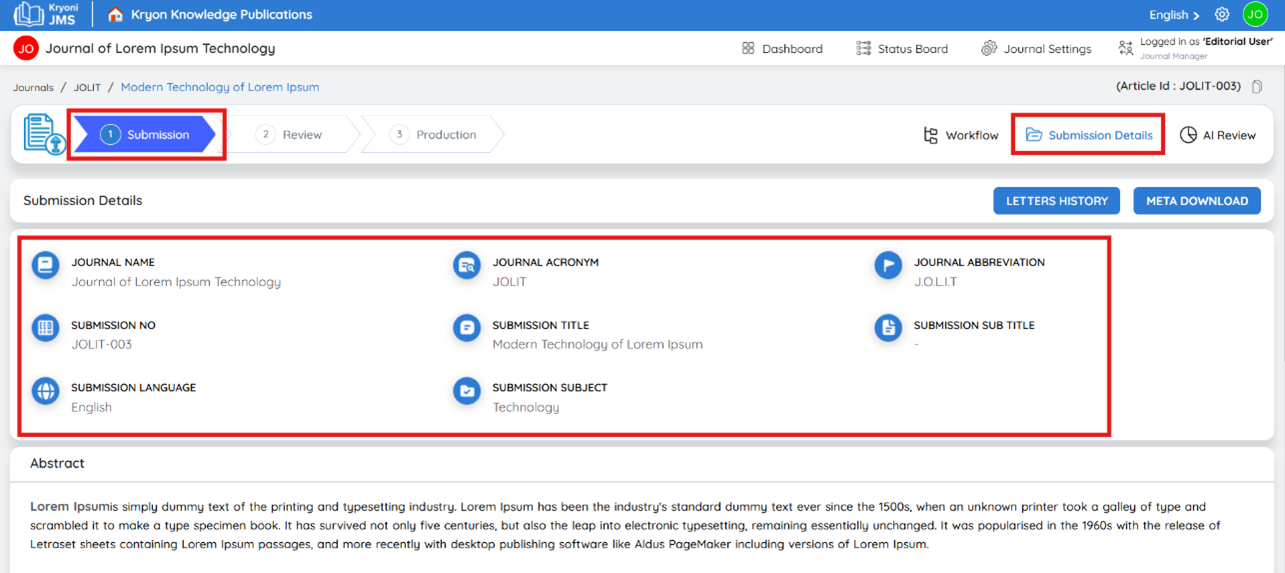 Kryoni
JMS
Kryon Knowledge Publications
English
JO
JO
Journal of Lorem Ipsum Technology
Dashboard
Status Board
Journal Settings
Logged in as 'Editorial User'
Journal Manager
Journals / JOLIT / Modern Technology of Lorem Ipsum
(Article Id : JOLIT-003)
1 Submission
2 Review
3 Production
Workflow
Submission Details
AI Review
Submission Details
LETTERS HISTORY
META DOWNLOAD
JOURNAL NAME
Journal of Lorem Ipsum Technology
JOURNAL ACRONYM
JOLIT
JOURNAL ABBREVIATION
J.O.L.I.T
SUBMISSION NO
JOLIT-003
SUBMISSION TITLE
Modern Technology of Lorem Ipsum
SUBMISSION SUB TITLE
-
SUBMISSION LANGUAGE
English
SUBMISSION SUBJECT
Technology
Abstract
Lorem Ipsumis simply dummy text of the printing and typesetting industry. Lorem Ipsum has been the industry's standard dummy text ever since the 1500s, when an unknown printer took a galley of type and
scrambled it to make a type specimen book. It has survived not only five centuries, but also the leap into electronic typesetting, remaining essentially unchanged. It was popularised in the 1960s with the release of
Letraset sheets containing Lorem Ipsum passages, and more recently with desktop publishing software like Aldus PageMaker including versions of Lorem Ipsum.